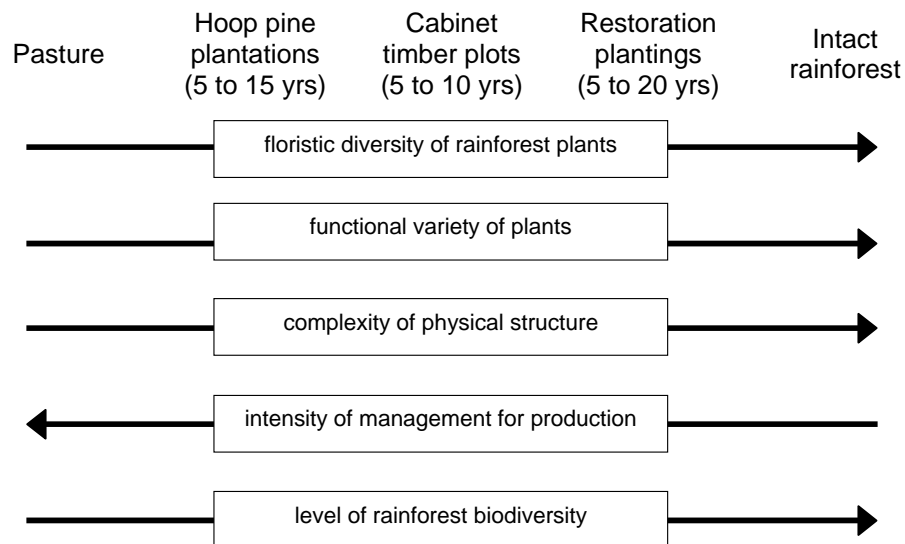 Pasture
Hoop pine
plantations
(5 to 15 yrs)
Cabinet
timber plots
(5 to 10 yrs)
Restoration
plantings
(5 to 20 yrs)
Intact
rainforest
floristic diversity of rainforest plants
functional variety of plants
complexity of physical structure
intensity of management for production
level of rainforest biodiversity